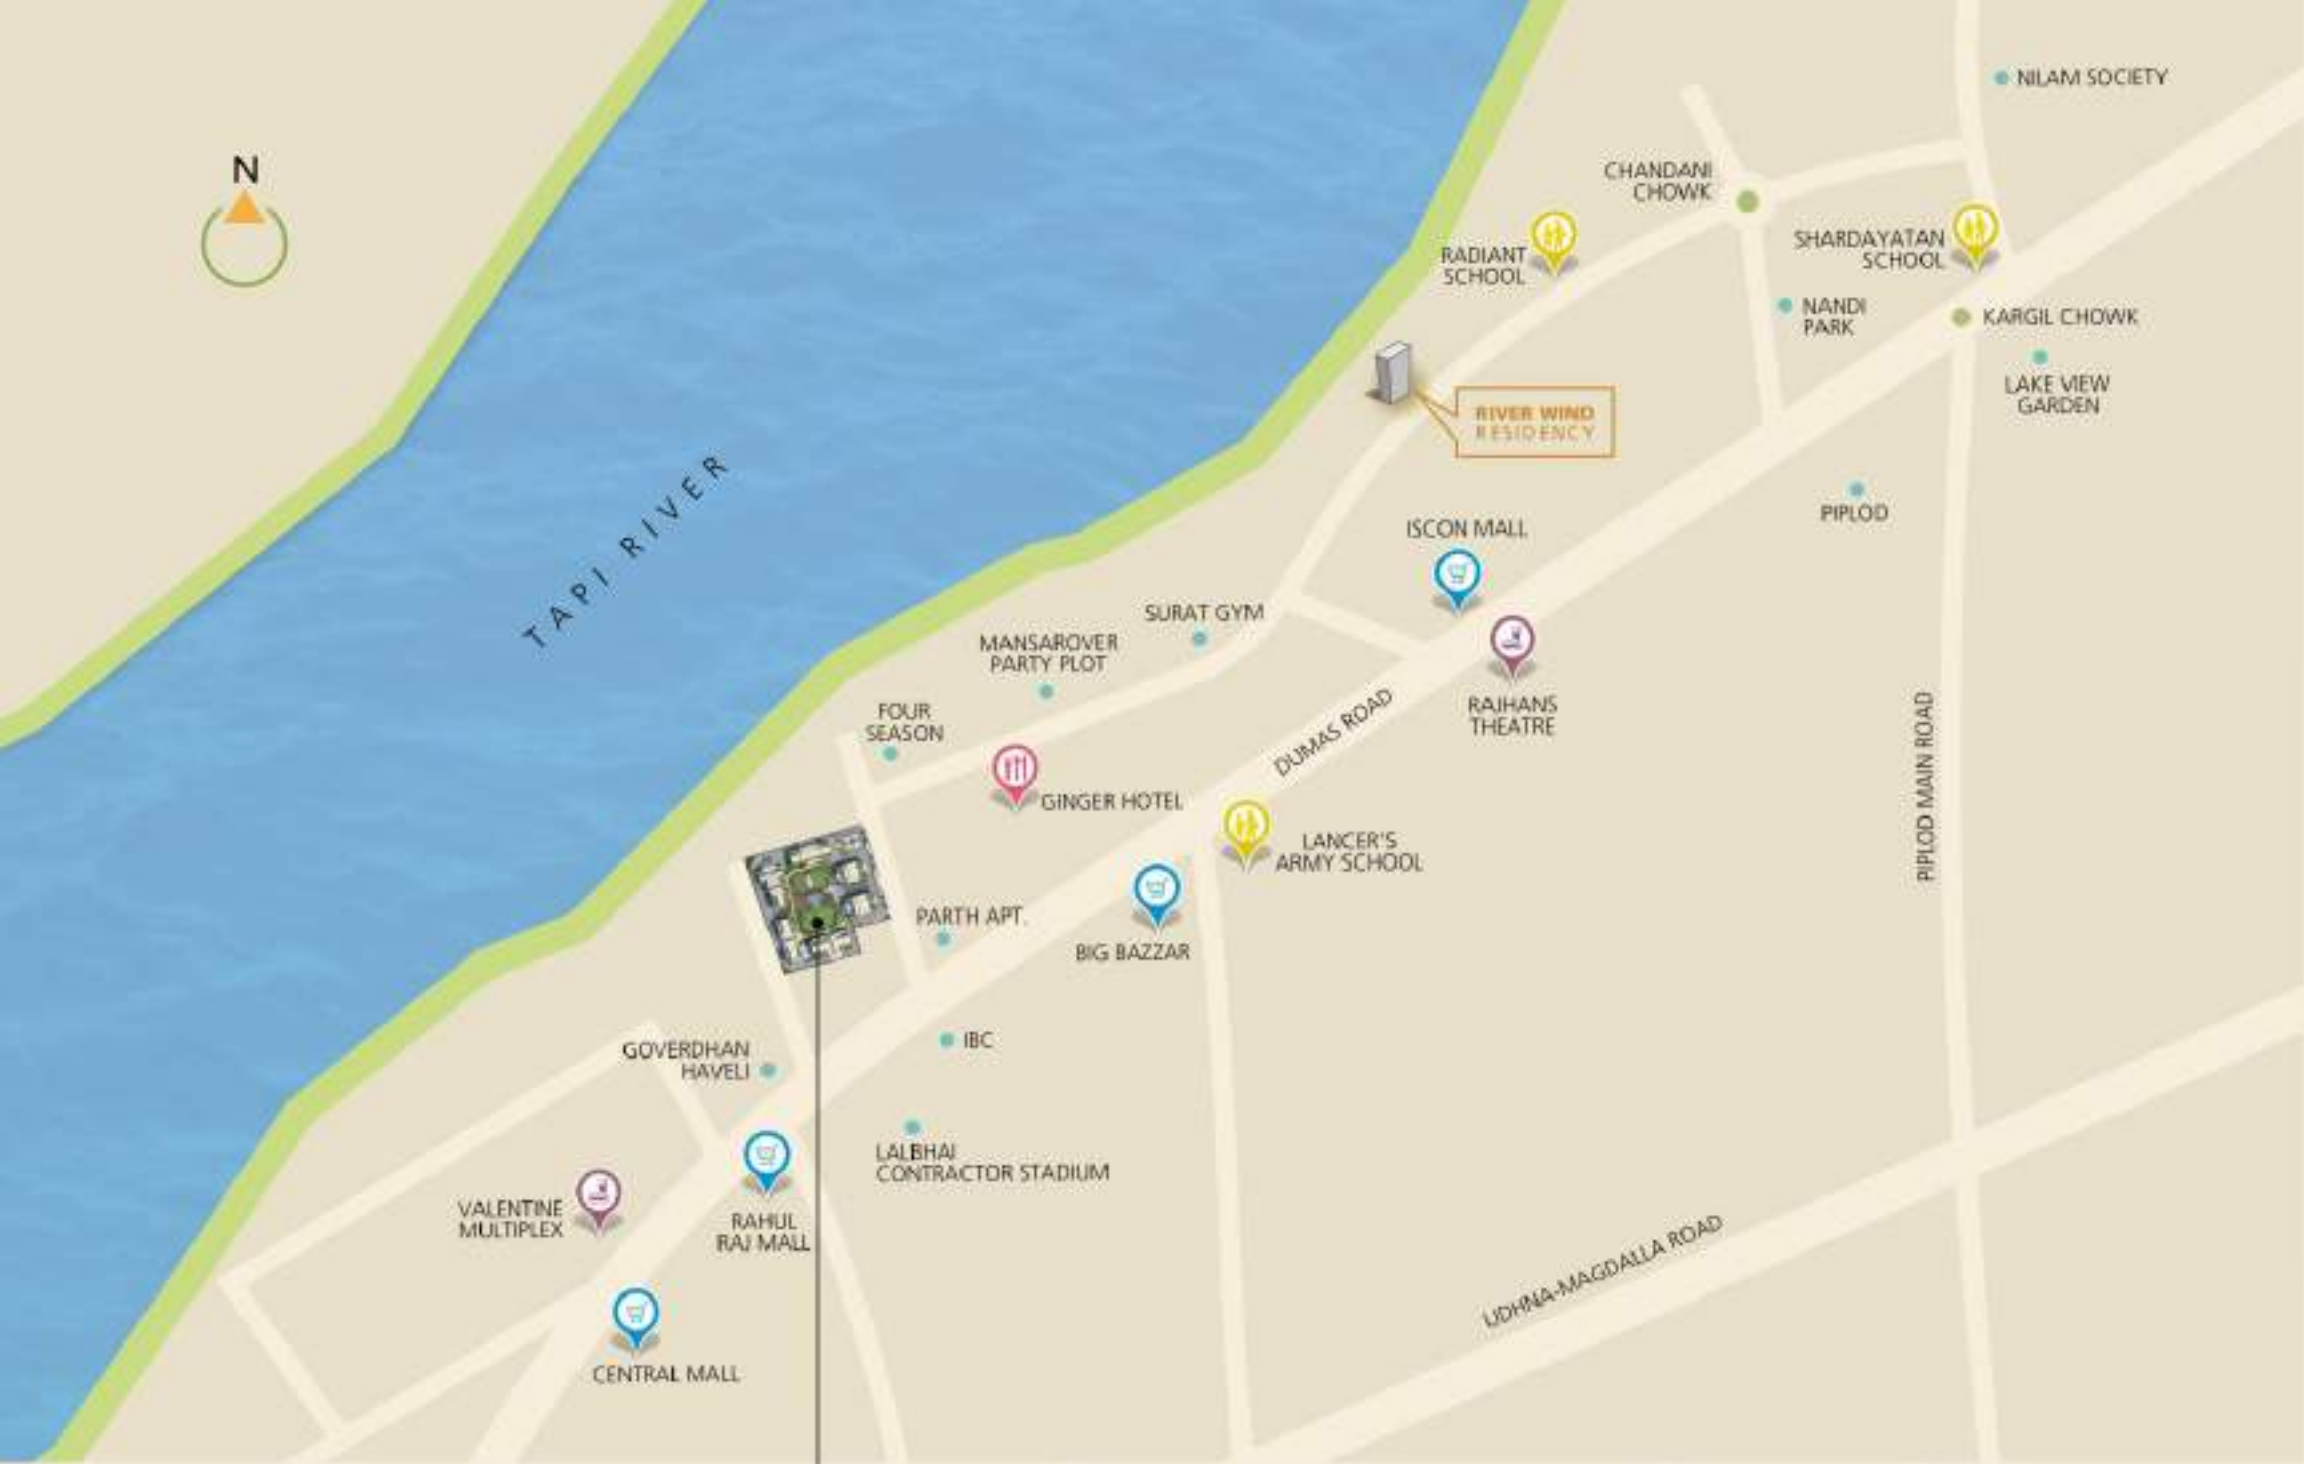 NILAM SOCIETY
N
CHANDANI
CHOWK
SHARDAYATAN
SCHOOL
RADIANT
SCHOOL
NANDI
PARK
KARGIL CHOWK
LAKE VIEW
GARDEN
RIVER WIND
RESIDENCY
PIPLOD
ISCON MALL
TAPI RIVER
SURAT GYM
MANSAROVER
PARTY PLOT
RAJHANS
THEATRE
FOUR
SEASON
DUMAS ROAD
PIPLOD MAIN ROAD
GINGER HOTEL
LANCER'S
ARMY SCHOOL
PARTH APT.
BIG BAZZAR
IBC
GOVERDHAN
HAVELI
LALBHAI
CONTRACTOR STADIUM
VALENTINE
MULTIPLEX
RAHUL
RAJ MALL
UDHNA-MAGDALLA ROAD
CENTRAL MALL